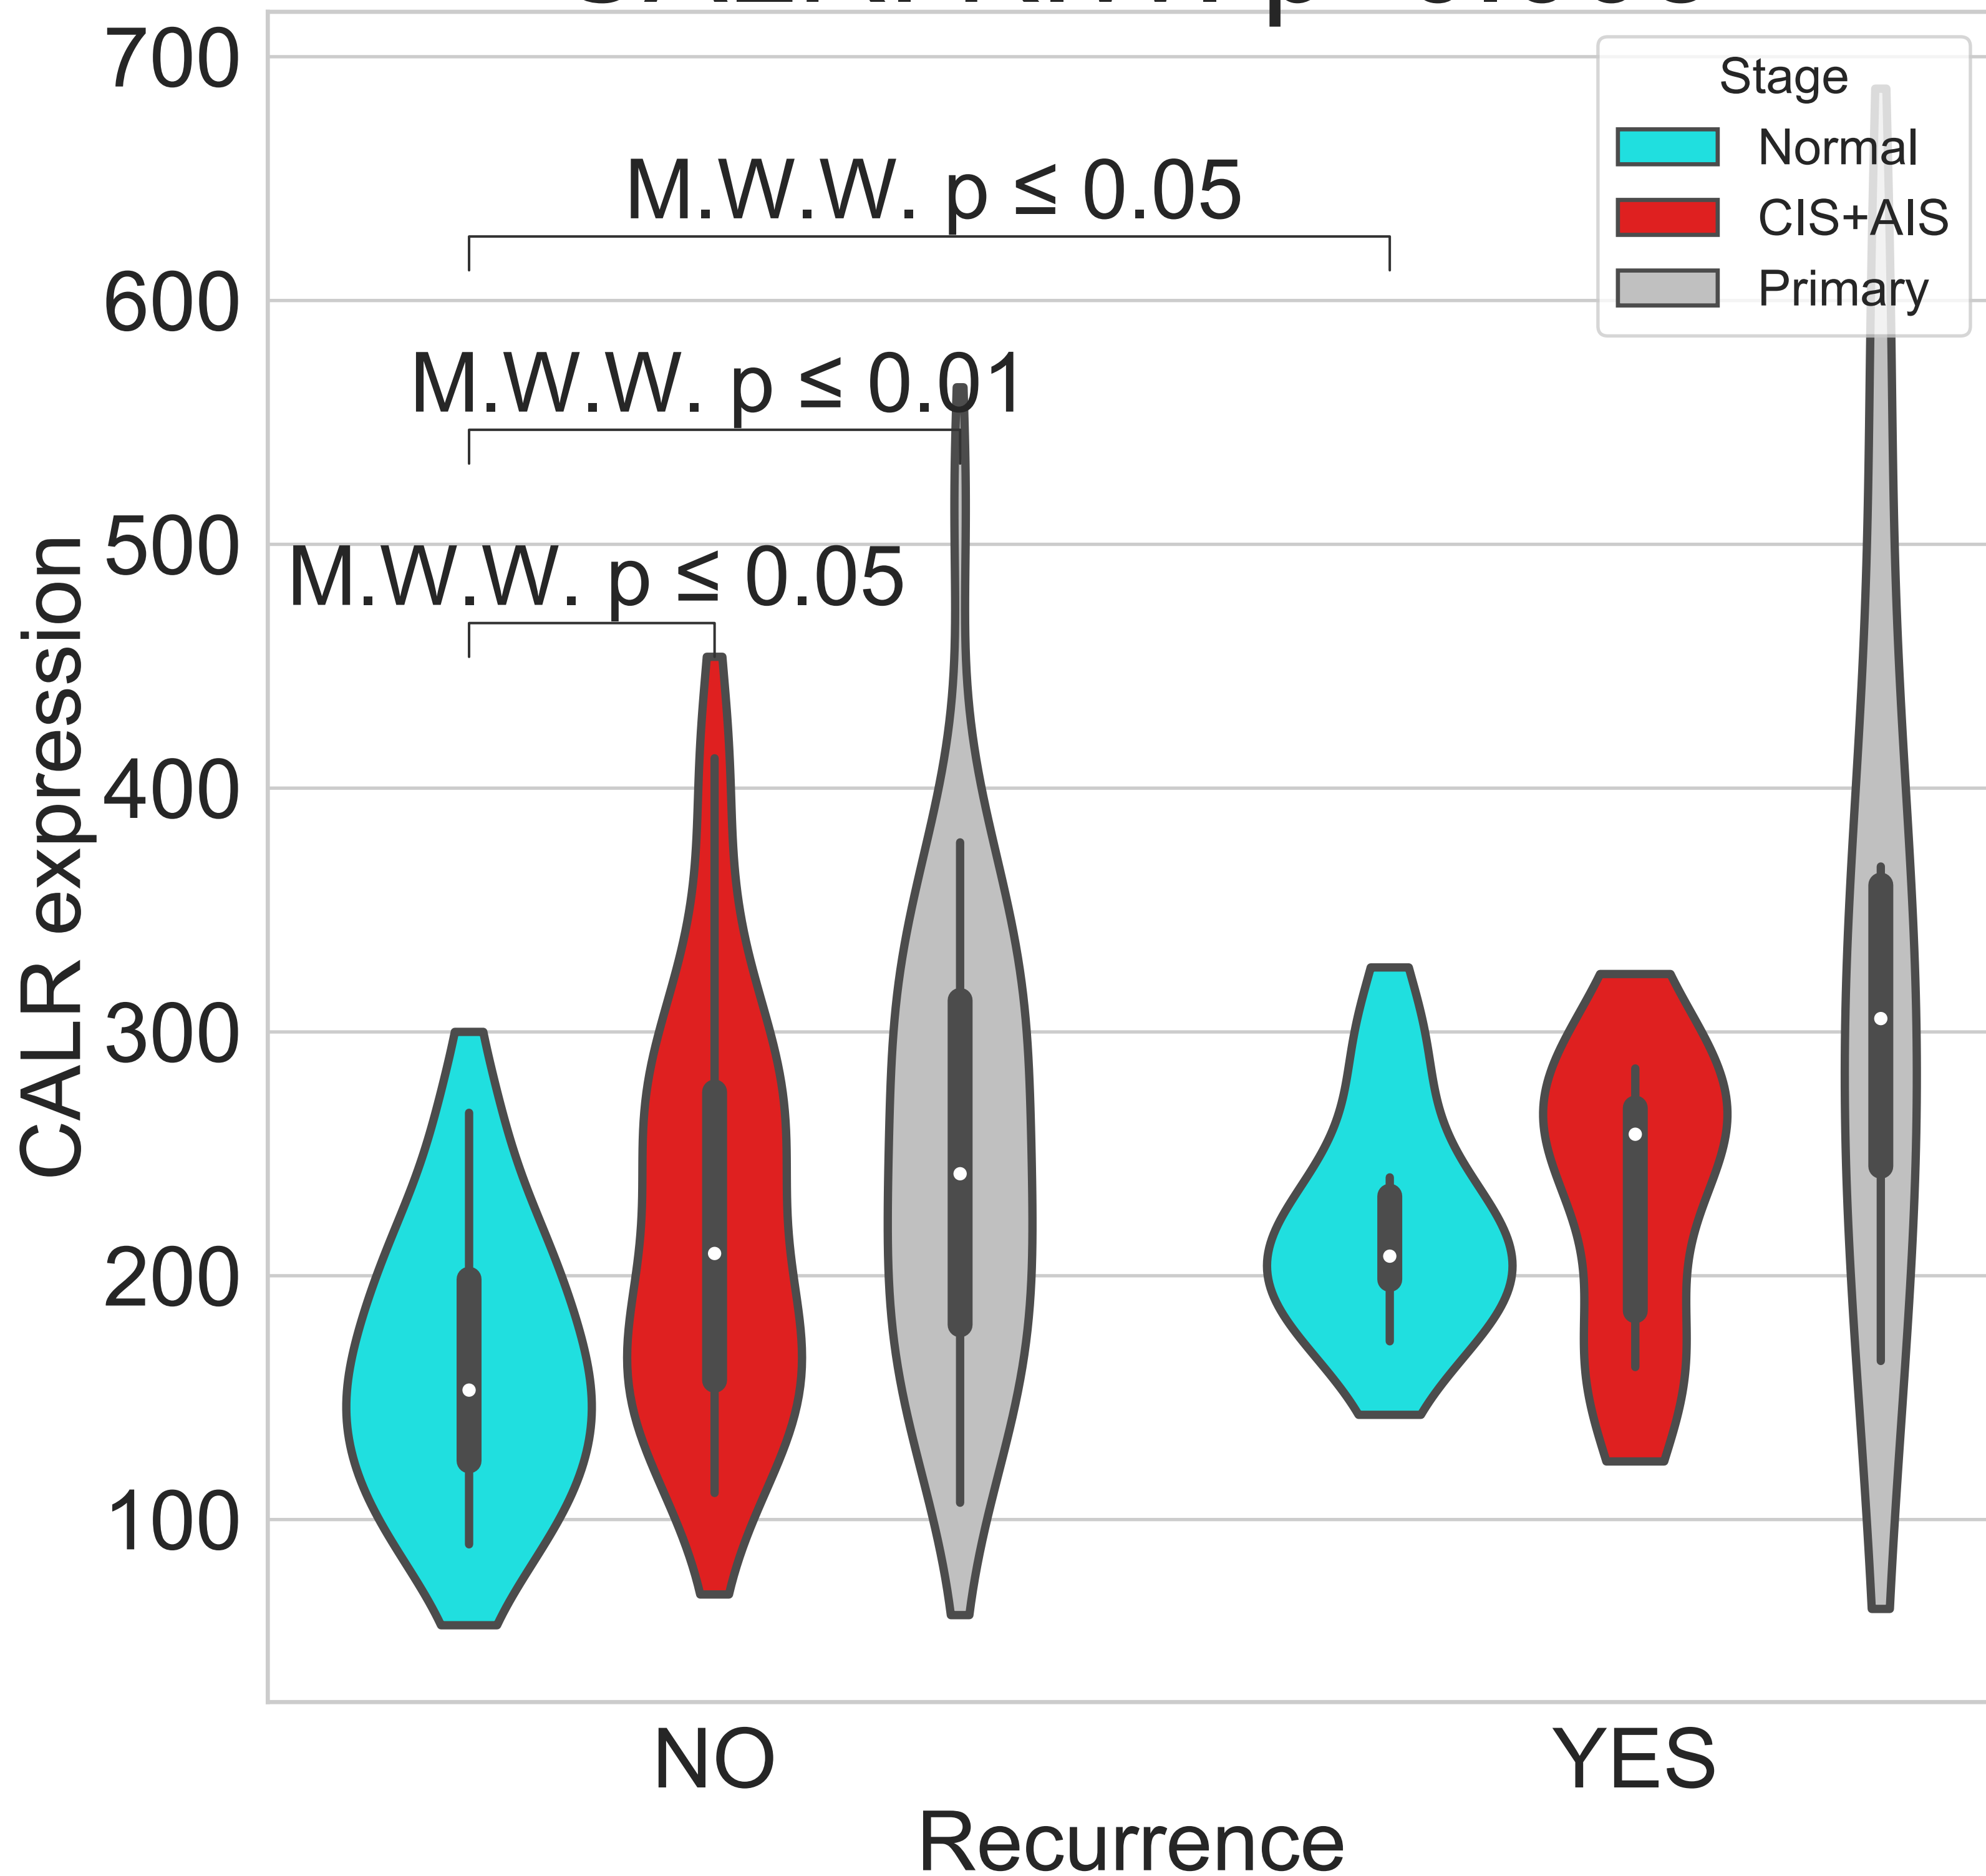 700
600
500
400
300
200
100
CALR expression
M.W.W. p ≤ 0.05
M.W.W. p ≤ 0.01
M.W.W. p ≤ 0.05
Stage
Normal
CIS+AIS
Primary
NO
YES
Recurrence